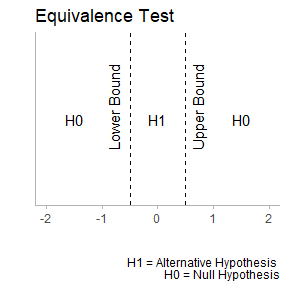 Equivalence Test
H0
Lower Bound
H1
Upper Bound
H0
-2 -1 0 1 2
H1 = Alternative Hypothesis
H0 = Null Hypothesis